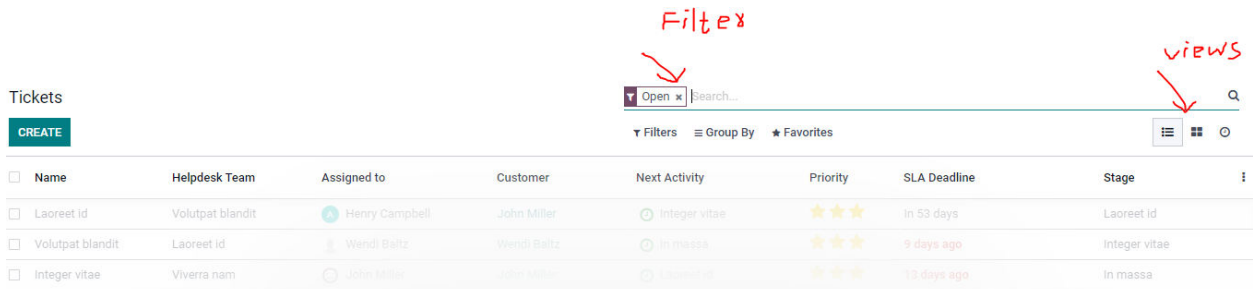 Filter
views
Tickets
Open × Search...
CREATE
Filters Group By Favorites
Name Helpdesk Team Assigned to Customer Next Activity Priority SLA Deadline Stage
Laoreet id Volutpat blandit A Henry Campbell John Miller Integer vitae In 53 days Laoreet id
Volutpat blandit Laoreet id Wendi Baltz Wendi Baltz In massa 9 days ago Integer vitae
Integer vitae Viverra nam John Miller John Miller Laoreet id 13 days ago In massa